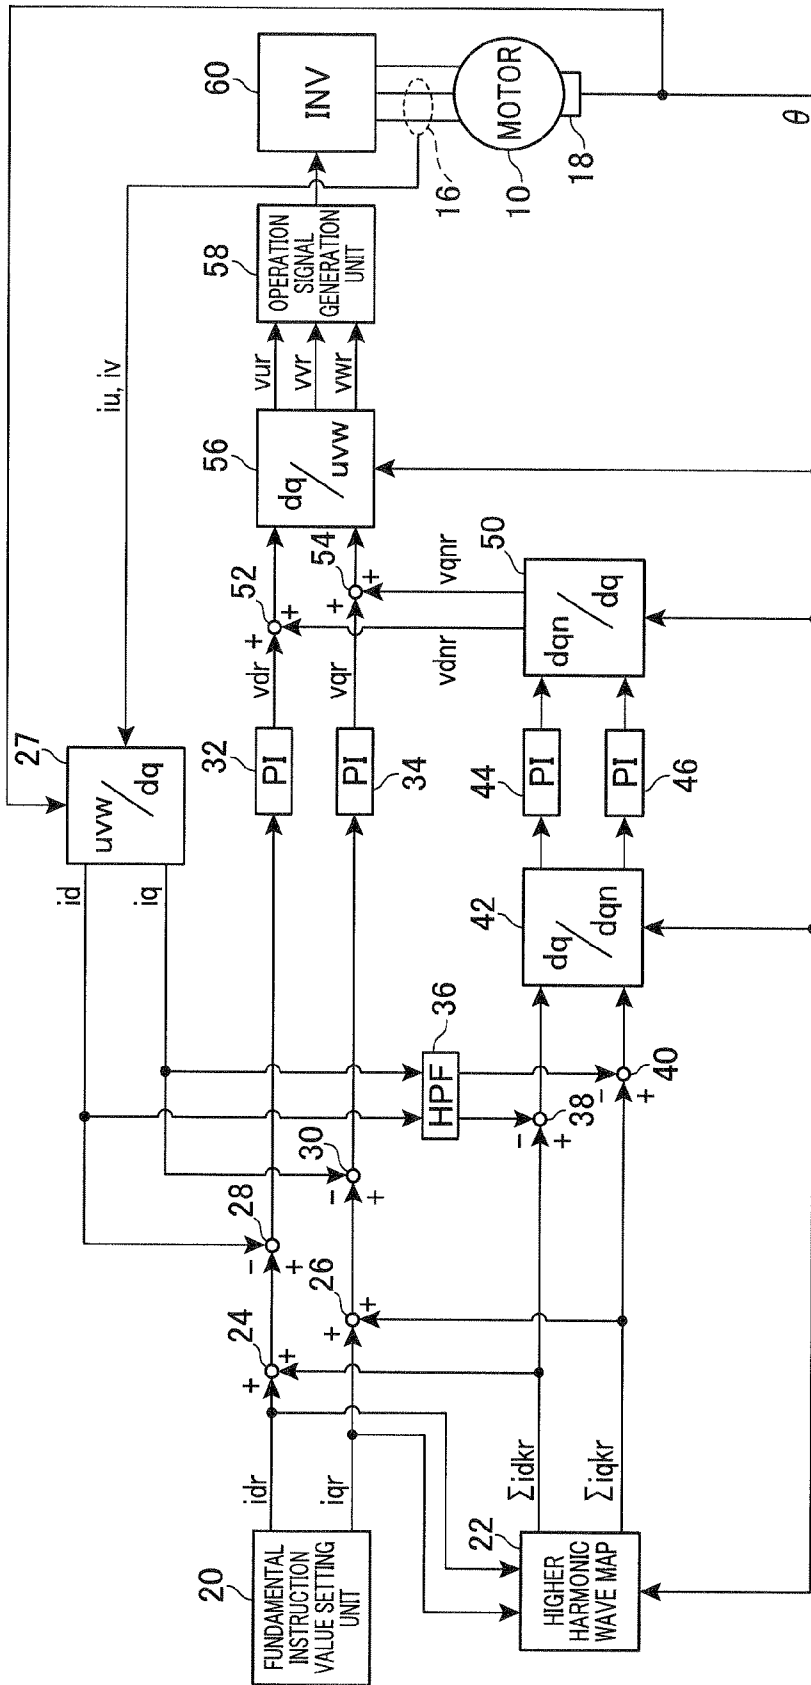 20
FUNDAMENTAL
INSTRUCTION
VALUE SETTING
UNIT
idr
iqr
22
HIGHER
HARMONIC
WAVE MAP
Σidkr
Σiqkr
24
+
+
26
+
+
28
-
+
30
-
+
id
iq
27
uvw/dq
iu, iv
36
HPF
38
-
+
40
-
+
42
dq/dqn
32
PI
34
PI
44
PI
46
PI
vdr
vqr
52
+
+
54
+
+
vdnr
vqnr
50
dqn/dq
56
dq/uvw
vur
vvr
vwr
58
OPERATION
SIGNAL
GENERATION
UNIT
60
INV
16
MOTOR
10
18
θ